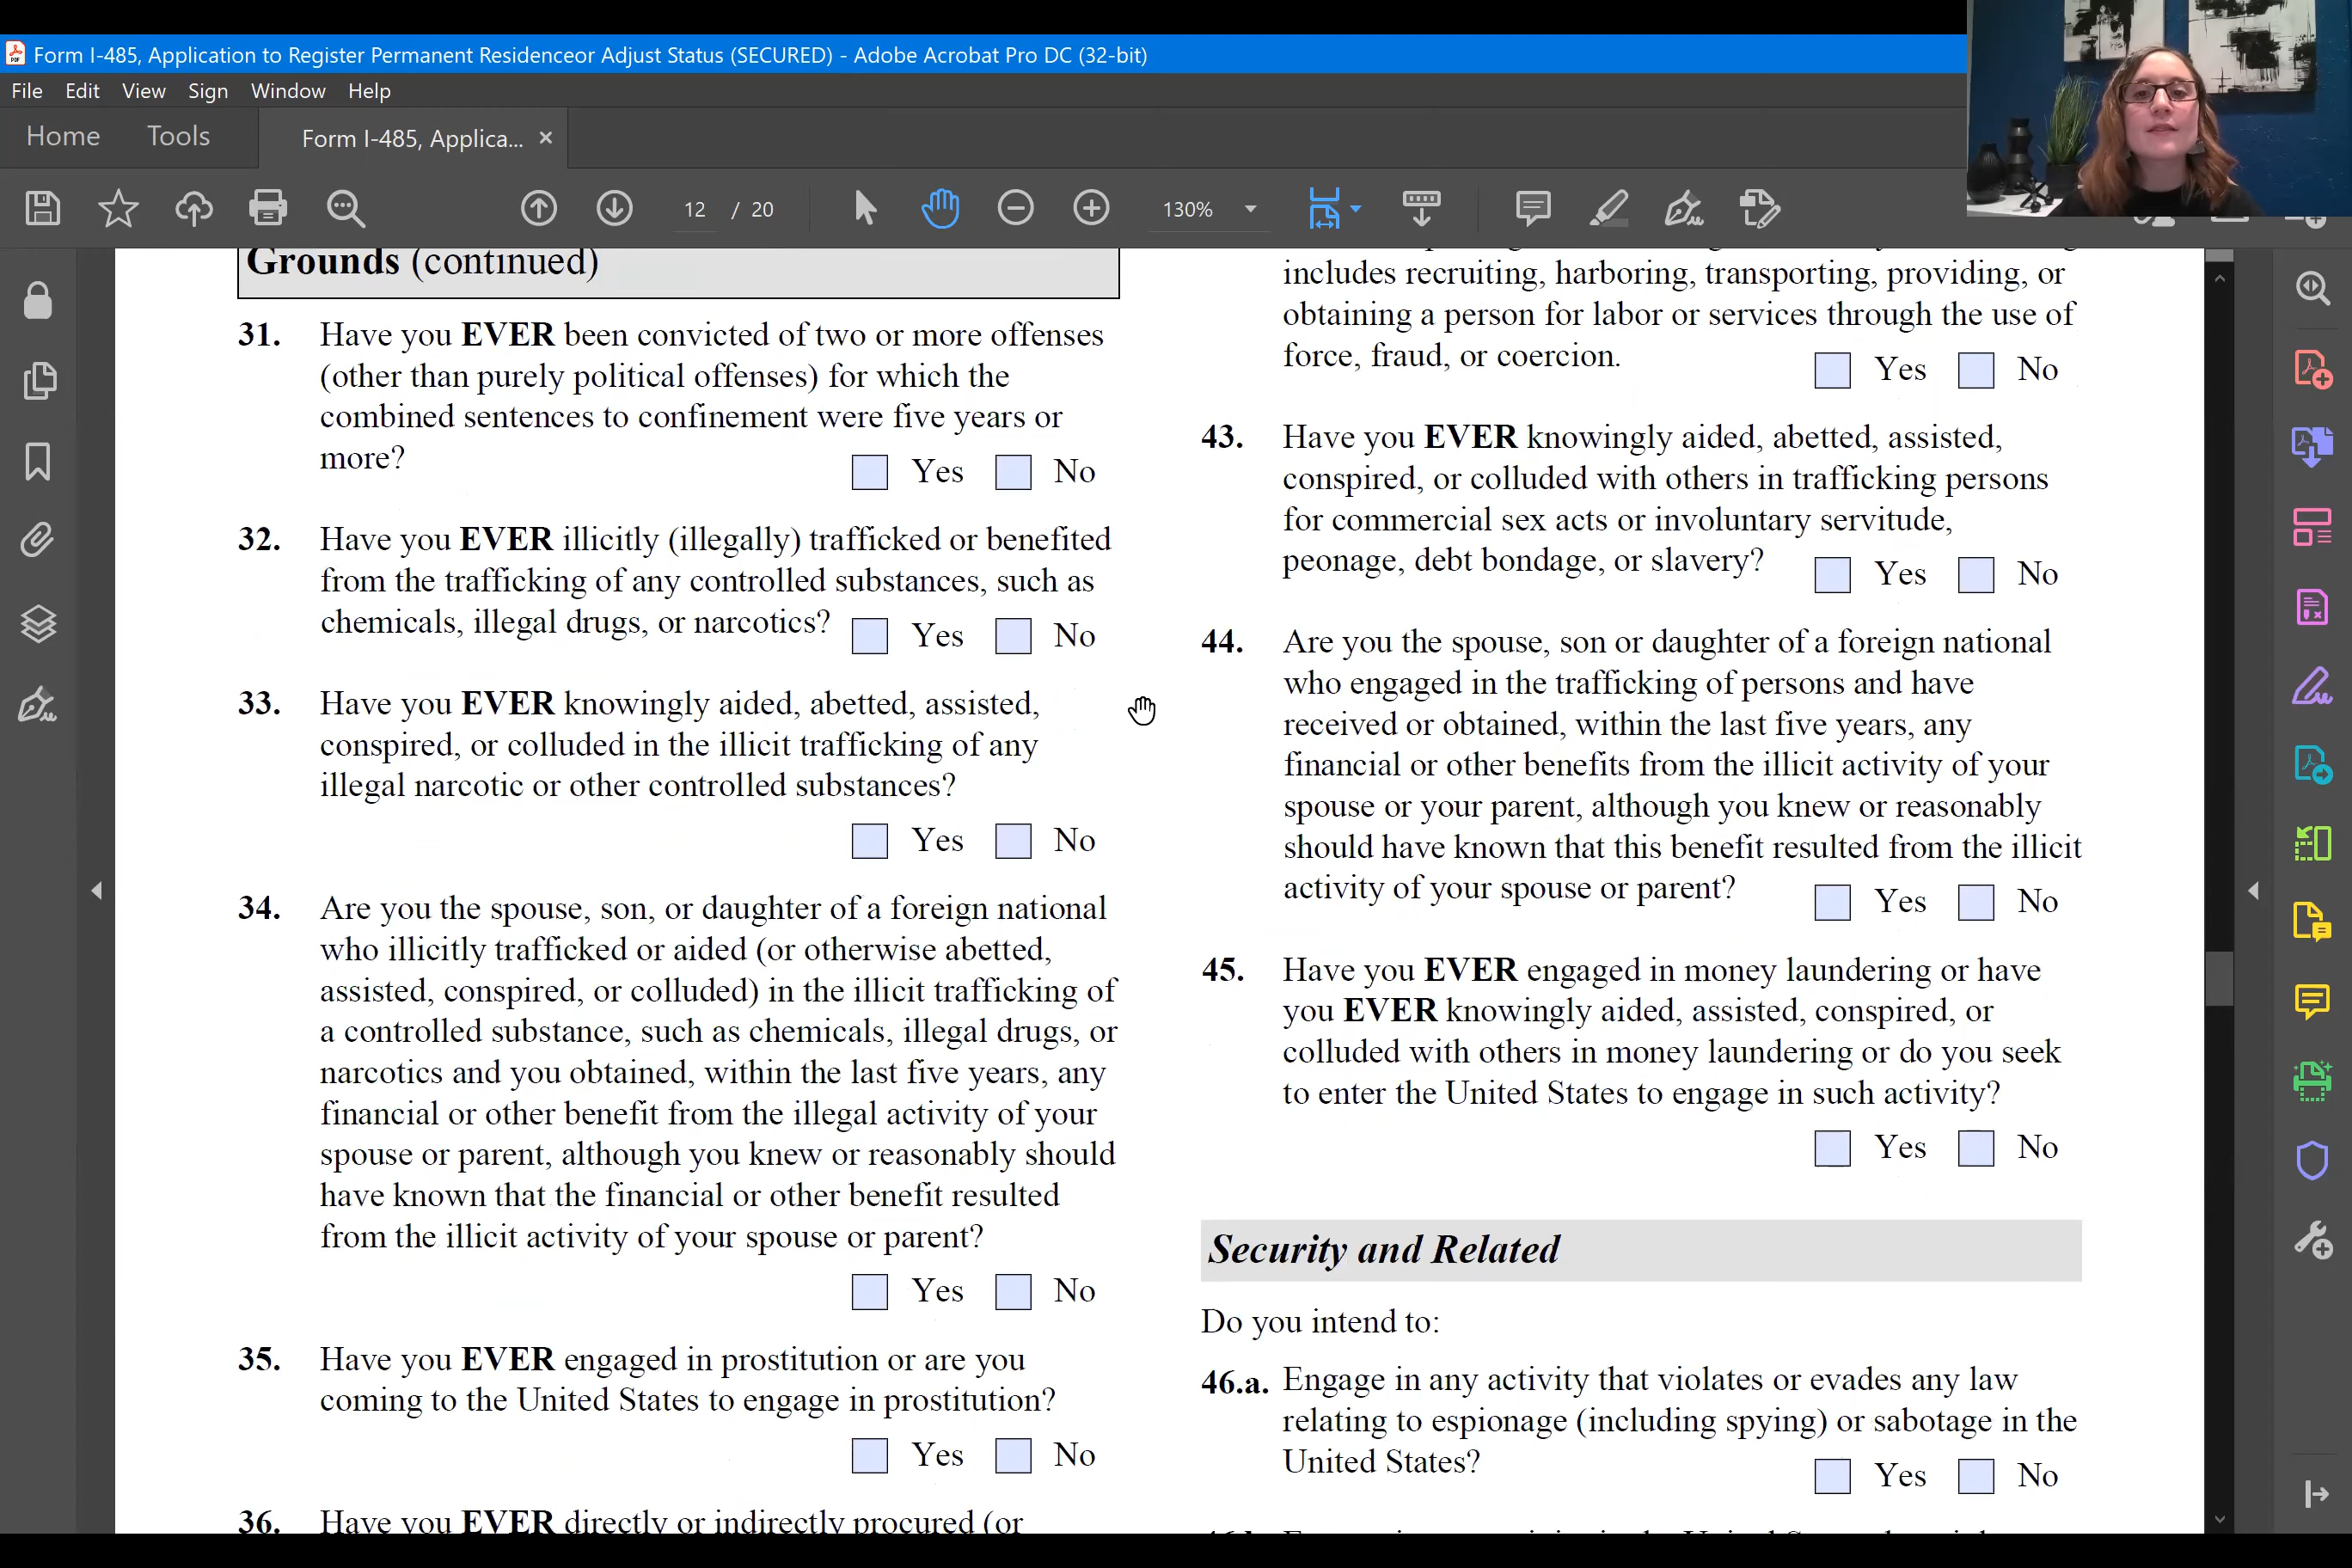 Form I-485, Application to Register Permanent Residenceor Adjust Status (SECURED) - Adobe Acrobat Pro DC (32-bit)
File Edit View Sign Window Help
Home Tools Form I-485, Applica... ×
12 / 20 130%
Grounds (continued)
31. Have you EVER been convicted of two or more offenses
(other than purely political offenses) for which the
combined sentences to confinement were five years or
more? Yes No
32. Have you EVER illicitly (illegally) trafficked or benefited
from the trafficking of any controlled substances, such as
chemicals, illegal drugs, or narcotics? Yes No
33. Have you EVER knowingly aided, abetted, assisted,
conspired, or colluded in the illicit trafficking of any
illegal narcotic or other controlled substances?
Yes No
34. Are you the spouse, son, or daughter of a foreign national
who illicitly trafficked or aided (or otherwise abetted,
assisted, conspired, or colluded) in the illicit trafficking of
a controlled substance, such as chemicals, illegal drugs, or
narcotics and you obtained, within the last five years, any
financial or other benefit from the illegal activity of your
spouse or parent, although you knew or reasonably should
have known that the financial or other benefit resulted
from the illicit activity of your spouse or parent?
Yes No
35. Have you EVER engaged in prostitution or are you
coming to the United States to engage in prostitution?
Yes No
36. Have you EVER directly or indirectly procured (or
includes recruiting, harboring, transporting, providing, or
obtaining a person for labor or services through the use of
force, fraud, or coercion. Yes No
43. Have you EVER knowingly aided, abetted, assisted,
conspired, or colluded with others in trafficking persons
for commercial sex acts or involuntary servitude,
peonage, debt bondage, or slavery? Yes No
44. Are you the spouse, son or daughter of a foreign national
who engaged in the trafficking of persons and have
received or obtained, within the last five years, any
financial or other benefits from the illicit activity of your
spouse or your parent, although you knew or reasonably
should have known that this benefit resulted from the illicit
activity of your spouse or parent? Yes No
45. Have you EVER engaged in money laundering or have
you EVER knowingly aided, assisted, conspired, or
colluded with others in money laundering or do you seek
to enter the United States to engage in such activity?
Yes No
Security and Related
Do you intend to:
46.a. Engage in any activity that violates or evades any law
relating to espionage (including spying) or sabotage in the
United States? Yes No